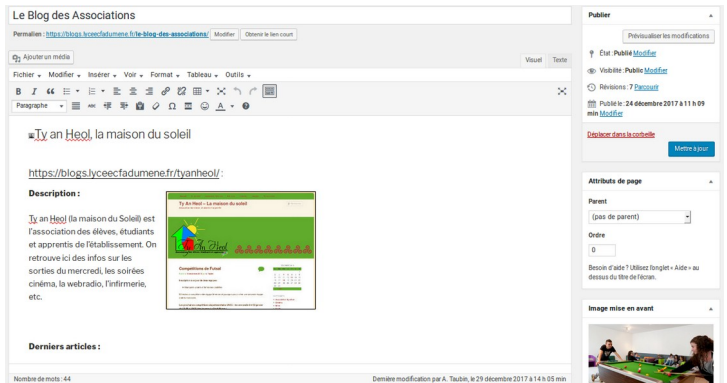 Le Blog des Associations
Permalien : https://blogs.lyceecfadumene.fr/le-blog-des-associations/ Modifier Obtenir le lien court
Ajouter un média
Visuel Texte
Fichier Modifier Insérer Voir Format Tableau Outils
Paragraphe
Ty an Heol, la maison du soleil
https://blogs.lyceecfadumene.fr/tyanheol/ :
Description :
Ty an Heol (la maison du Soleil) est
l'association des élèves, étudiants
et apprentis de l'établissement. On
retrouve ici des infos sur les
sorties du mercredi, les soirées
cinéma, la webradio, l'infirmerie,
etc.
Ty An Heol – La maison du soleil
Ty An Heol
Compétitions de Futsal
Derniers articles :
Nombre de mots : 44
Dernière modification par A. Taubin, le 29 décembre 2017 à 14 h 05 min
Publier
Prévisualiser les modifications
État : Publié Modifier
Visibilité : Public Modifier
Révisions : 7 Parcourir
Publié le : 24 décembre 2017 à 11 h 09
min Modifier
Déplacer dans la corbeille
Mettre à jour
Attributs de page
Parent
(pas de parent)
Ordre
0
Besoin d'aide ? Utilisez l'onglet « Aide » au
dessus du titre de l'écran.
Image mise en avant